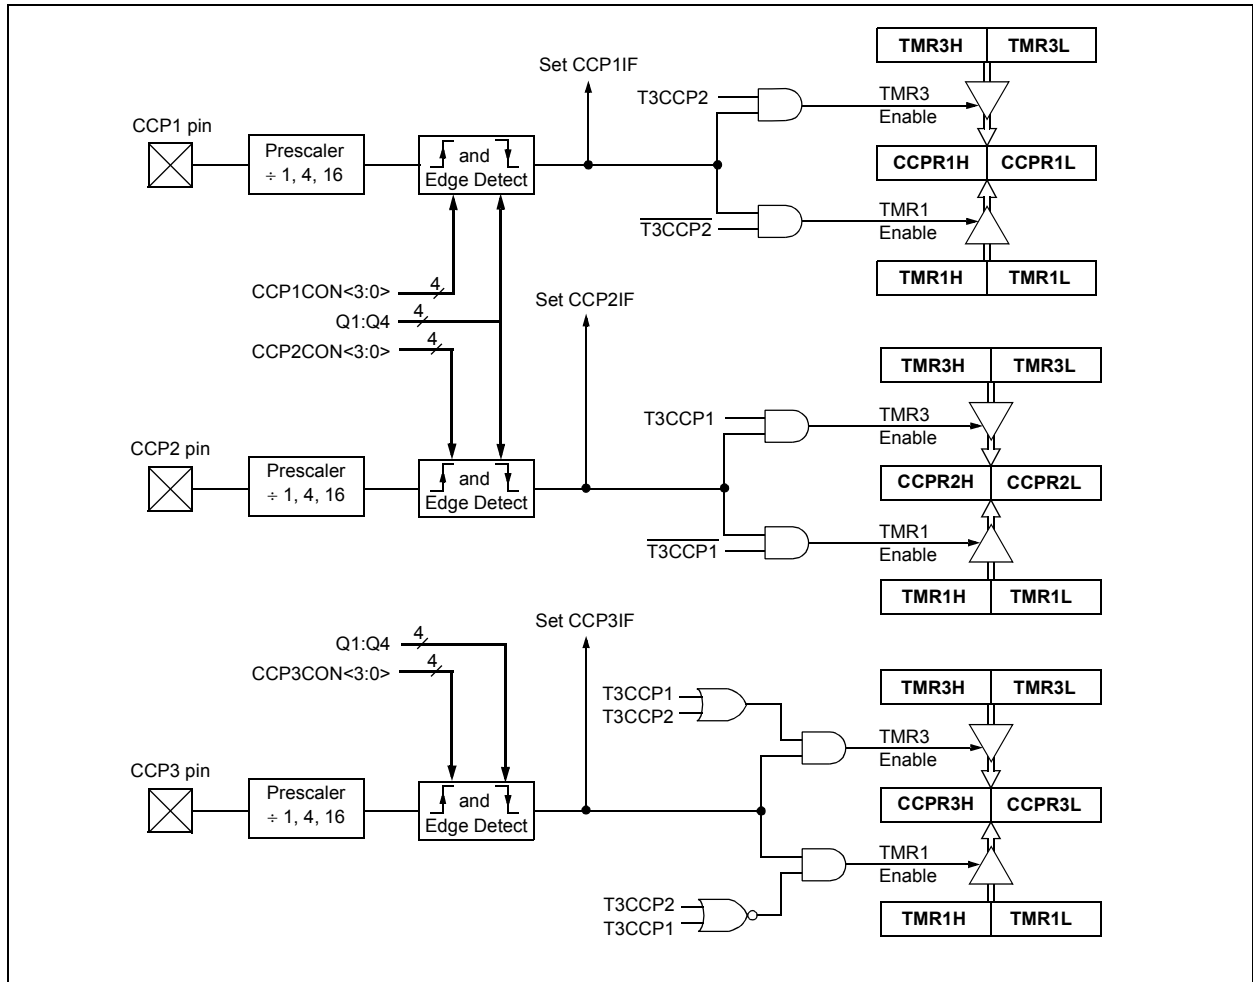 TMR3H TMR3L
Set CCP1IF
T3CCP2
TMR3
Enable
CCP1 pin
Prescaler
÷ 1, 4, 16
and
Edge Detect
CCPR1H CCPR1L
T3CCP2
TMR1
Enable
TMR1H TMR1L
CCP1CON<3:0> 4
Q1:Q4 4
CCP2CON<3:0> 4
Set CCP2IF
TMR3H TMR3L
T3CCP1
TMR3
Enable
CCP2 pin
Prescaler
÷ 1, 4, 16
and
Edge Detect
CCPR2H CCPR2L
T3CCP1
TMR1
Enable
TMR1H TMR1L
Set CCP3IF
Q1:Q4 4
CCP3CON<3:0> 4
TMR3H TMR3L
T3CCP1
T3CCP2
TMR3
Enable
CCP3 pin
Prescaler
÷ 1, 4, 16
and
Edge Detect
CCPR3H CCPR3L
TMR1
Enable
T3CCP2
T3CCP1
TMR1H TMR1L